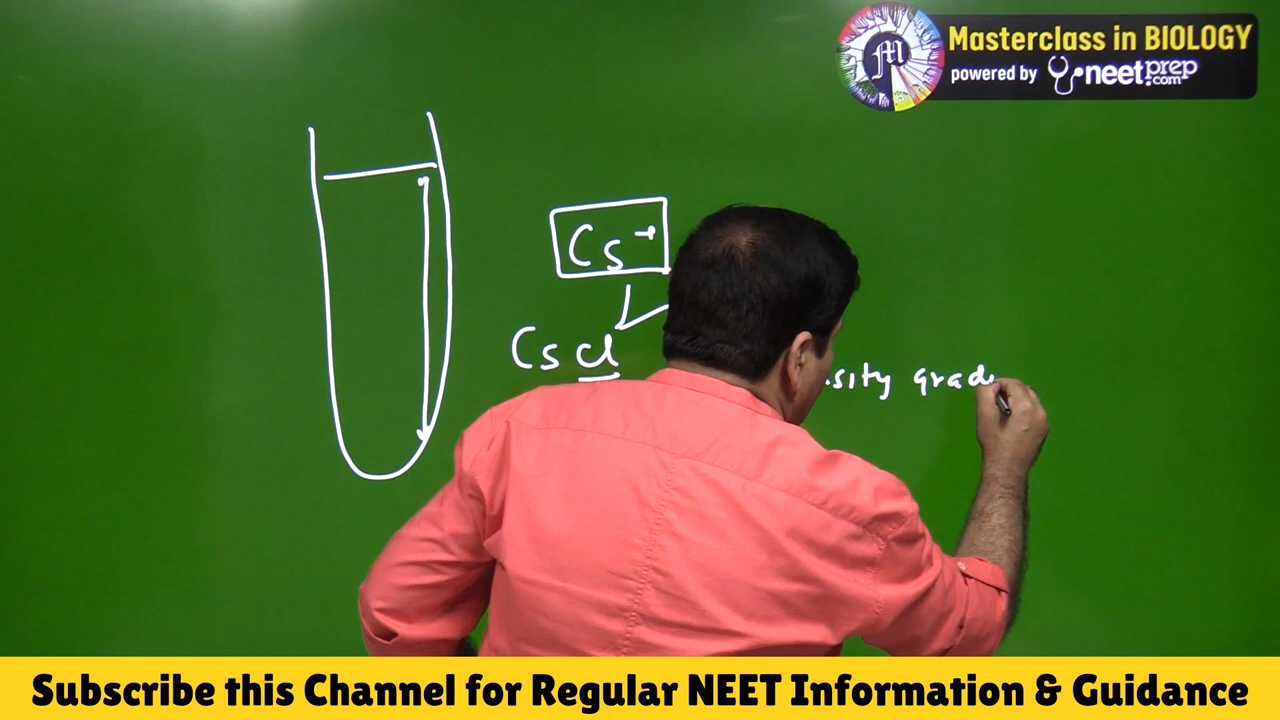 Masterclass in BIOLOGY
powered by neetprep.com
M
Cs+
CsCl
sity grad
Subscribe this Channel for Regular NEET Information & Guidance